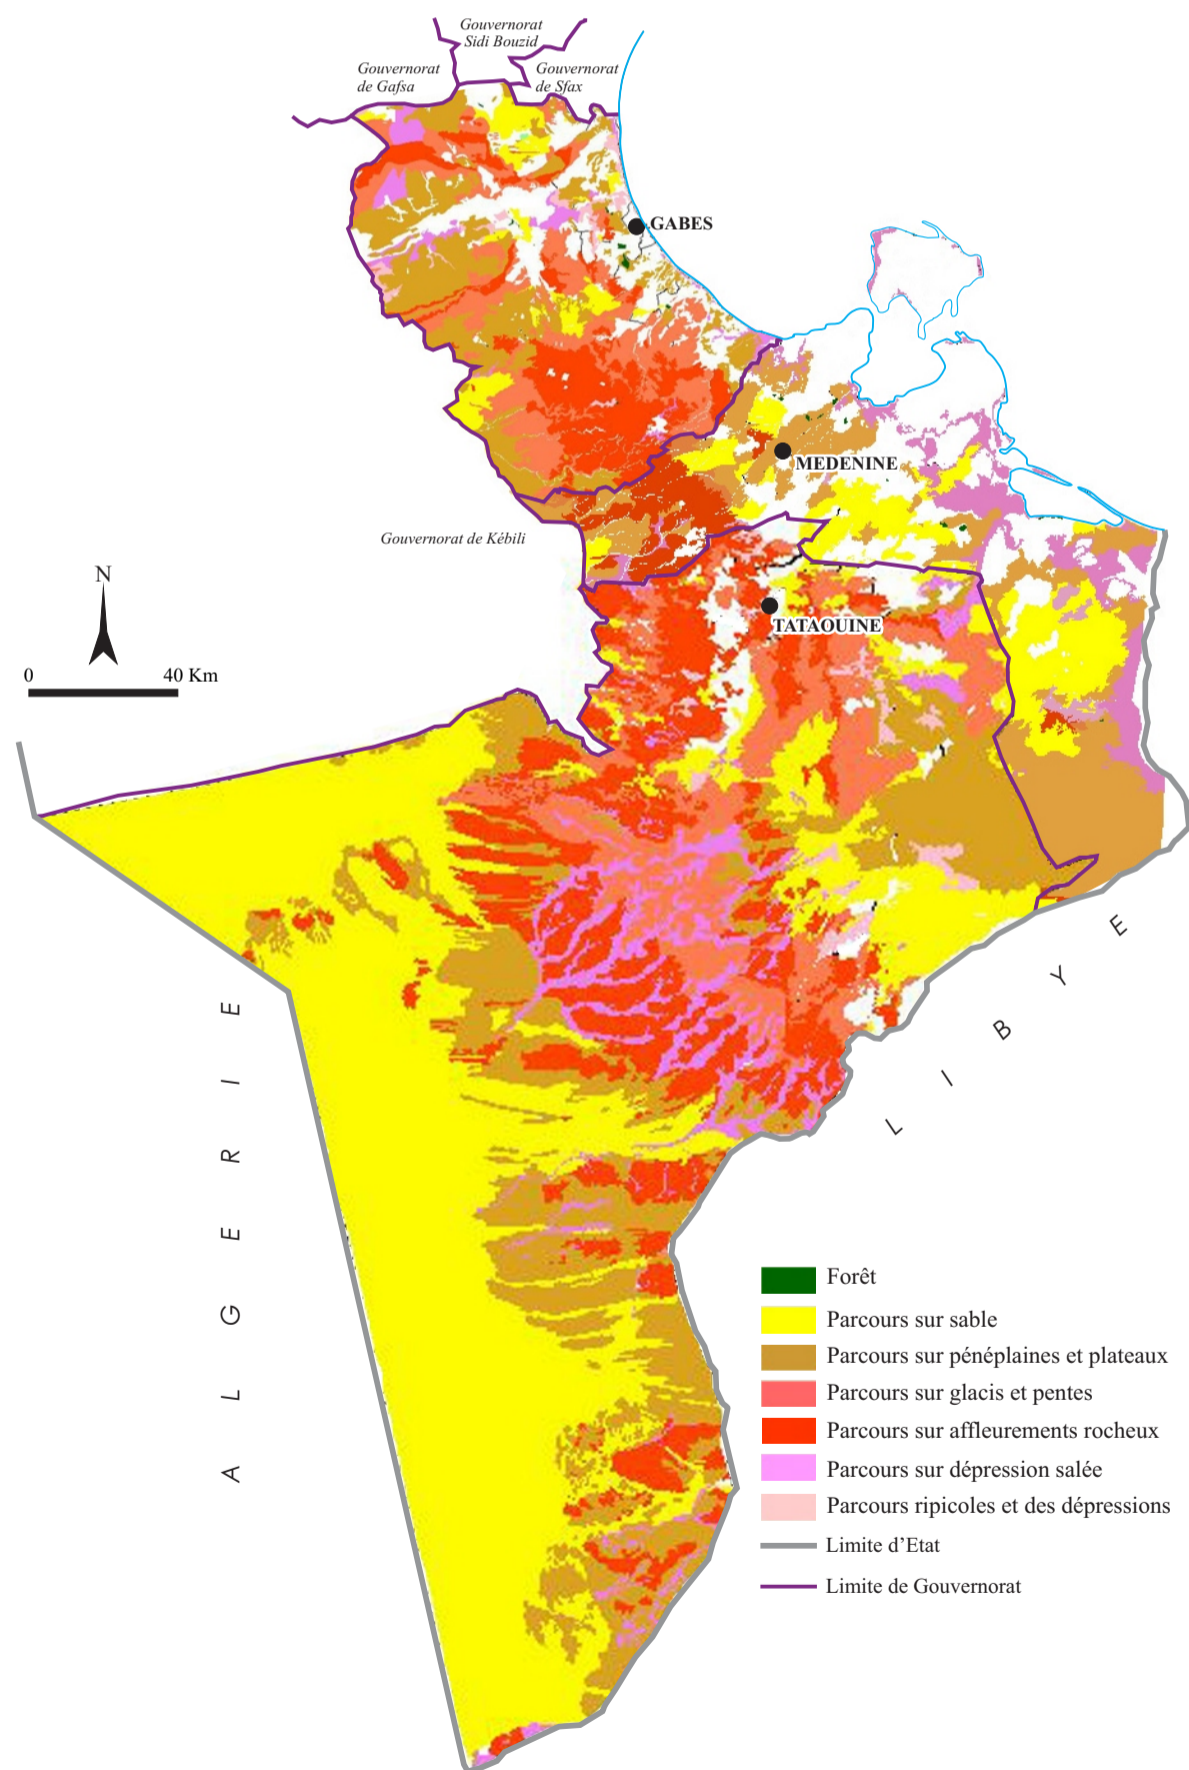 Gouvernorat
Sidi Bouzid
Gouvernorat
de Gafsa
Gouvernorat
de Sfax
GABES
MEDENINE
Gouvernorat de Kébili
TATAOUINE
N
0 40 Km
ALGERIE
LIBYE
Forêt
Parcours sur sable
Parcours sur pénéplaines et plateaux
Parcours sur glacis et pentes
Parcours sur affleurements rocheux
Parcours sur dépression salée
Parcours ripicoles et des dépressions
Limite d’Etat
Limite de Gouvernorat